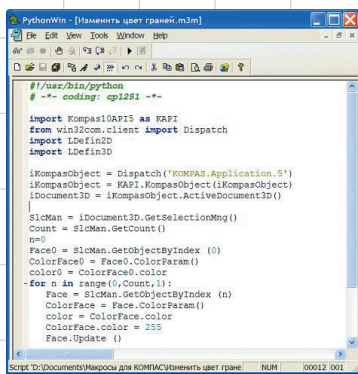 PythonWin - [Изменить цвет граней.m3m]
File Edit View Tools Window Help
#!/usr/bin/python
# -*- coding: cp1251 -*-
import Kompas10API5 as KAPI
from win32com.client import Dispatch
import LDefin2D
import LDefin3D
iKompasObject = Dispatch('KOMPAS.Application.5')
iKompasObject = KAPI.KompasObject(iKompasObject)
iDocument3D = iKompasObject.ActiveDocument3D()
SlcMan = iDocument3D.GetSelectionMng()
Count = SlcMan.GetCount()
n=0
Face0 = SlcMan.GetObjectByIndex (0)
ColorFace0 = Face0.ColorParam()
color0 = ColorFace0.color
-for n in range(0,Count,1):
Face = SlcMan.GetObjectByIndex (n)
ColorFace = Face.ColorParam()
color = ColorFace.color
ColorFace.color = 255
Face.Update ()
Script 'D:\Documents\Макросы для КОМПАС\Изменить цвет гране NUM 00012 001